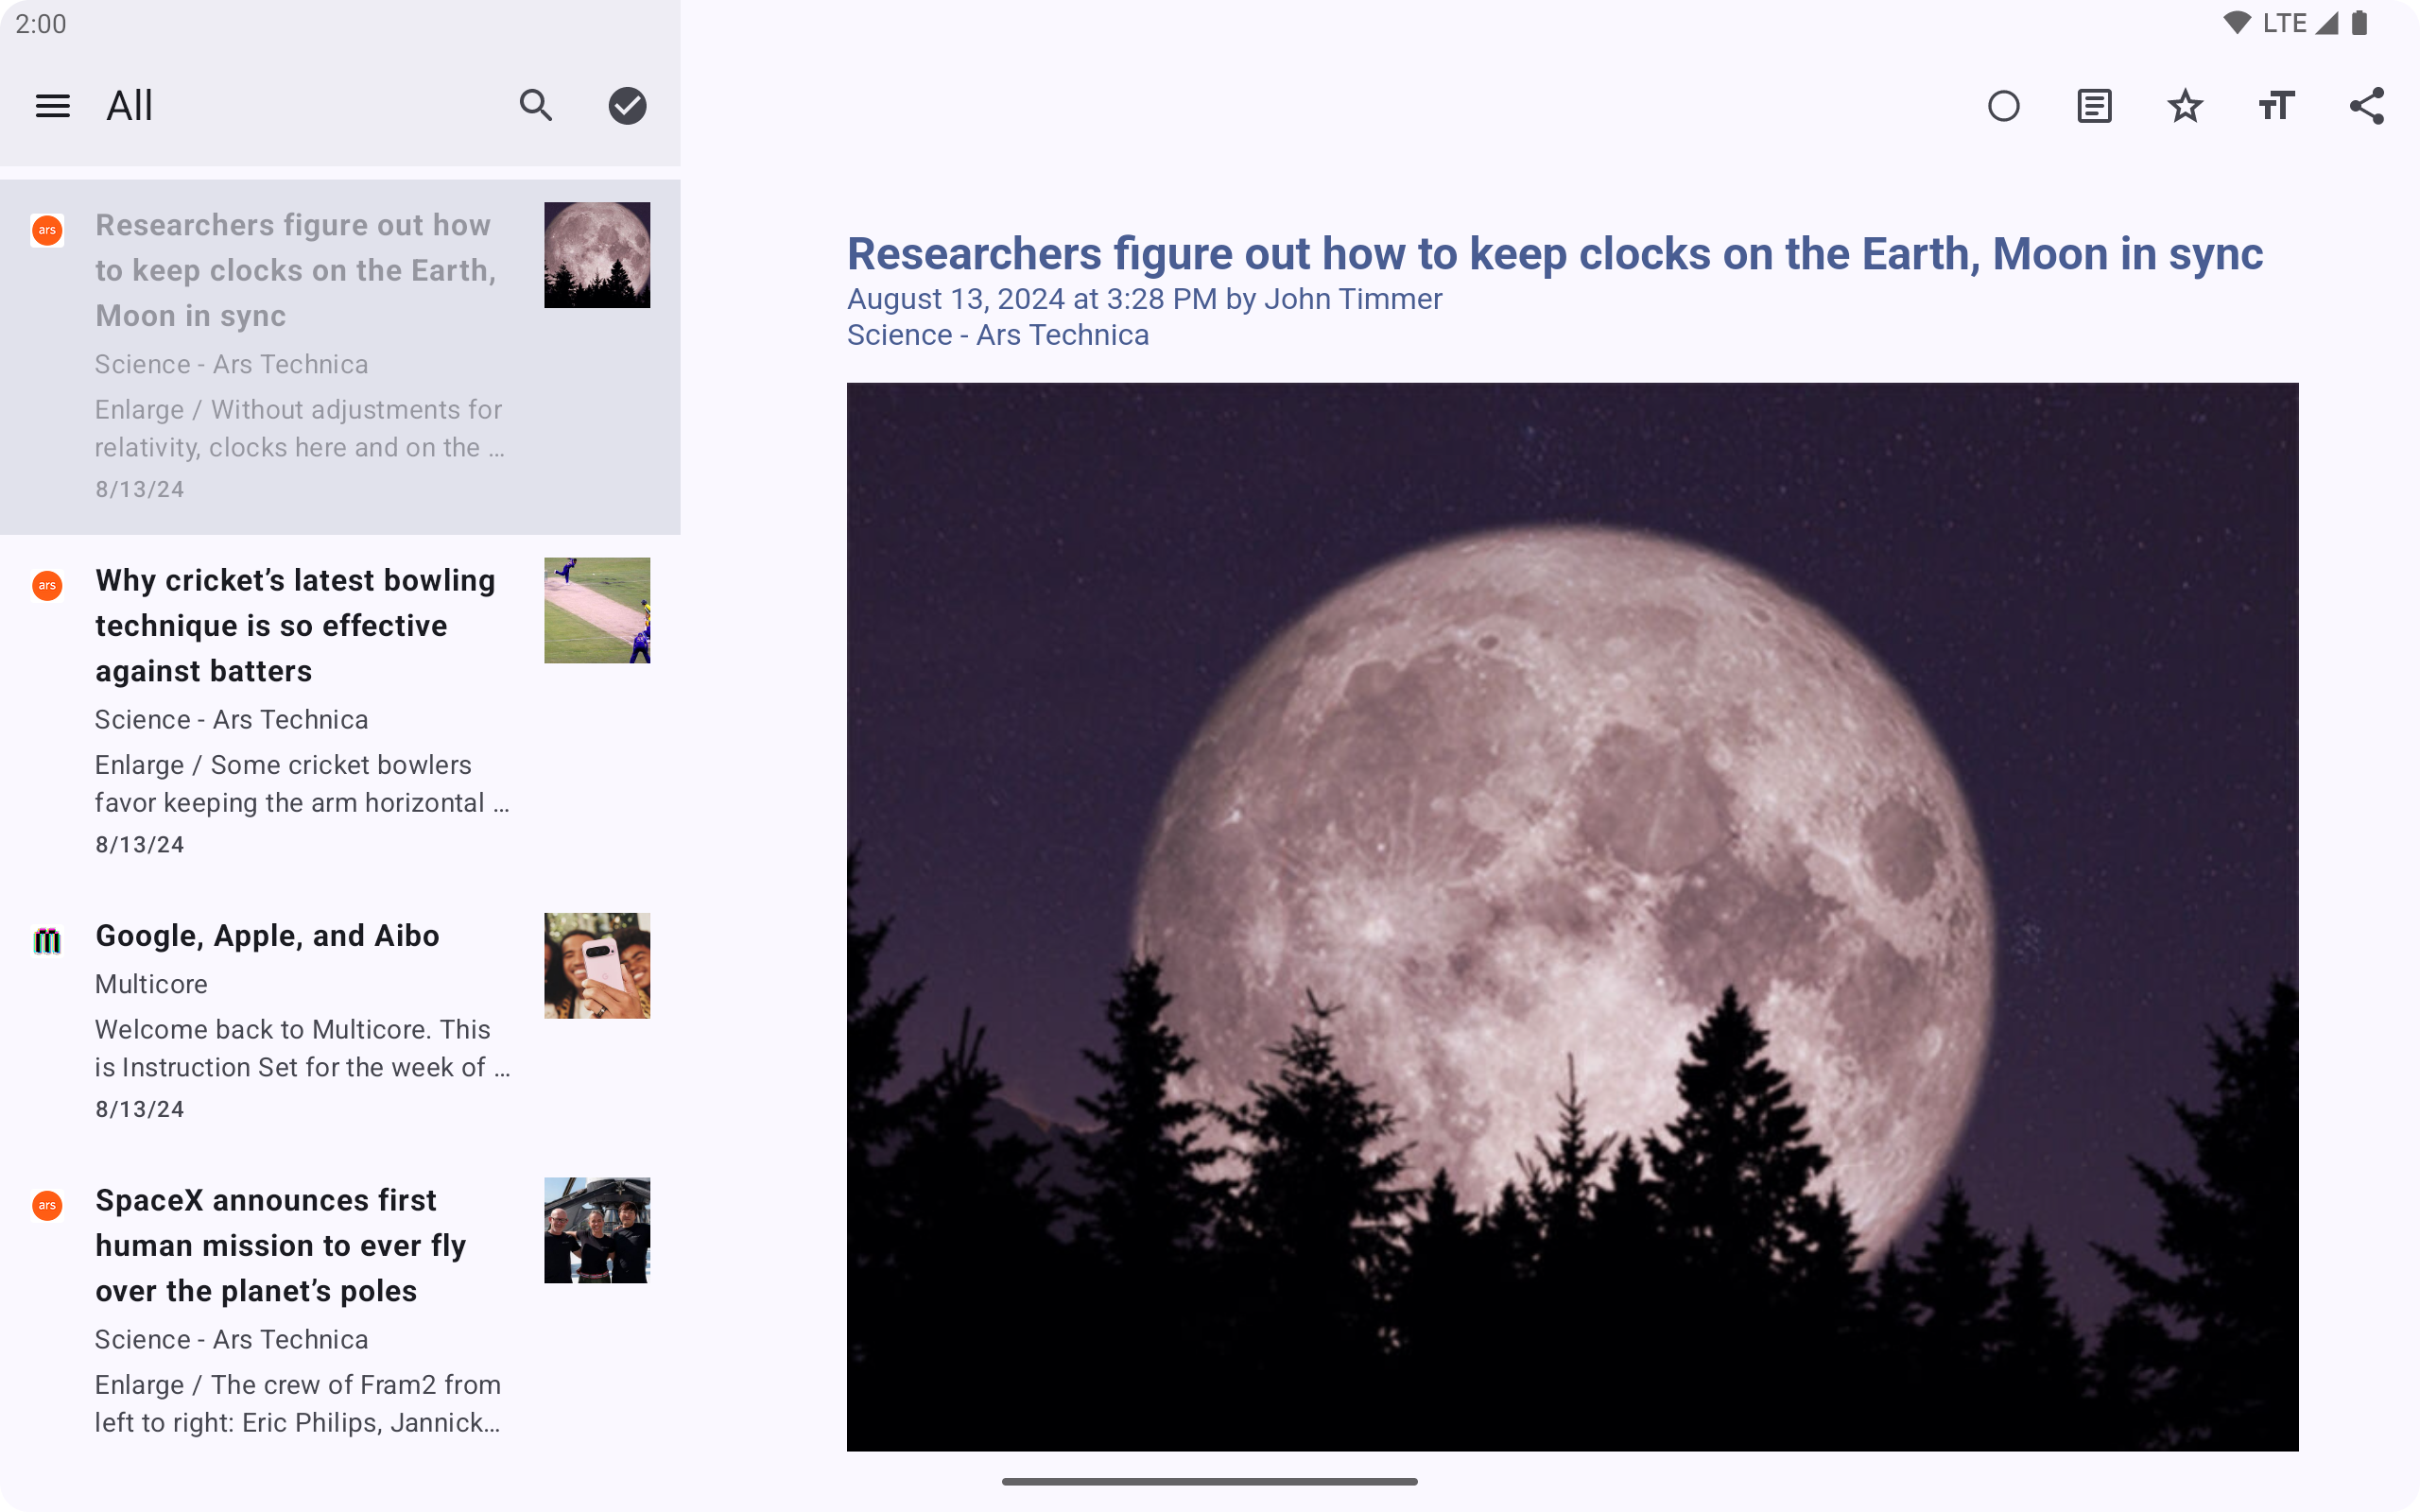 2:00
LTE
All
ars
Researchers figure out how
to keep clocks on the Earth,
Moon in sync
Science - Ars Technica
Enlarge / Without adjustments for
relativity, clocks here and on the …
8/13/24
ars
Why cricket’s latest bowling
technique is so effective
against batters
Science - Ars Technica
Enlarge / Some cricket bowlers
favor keeping the arm horizontal …
8/13/24
m
Google, Apple, and Aibo
Multicore
Welcome back to Multicore. This
is Instruction Set for the week of …
8/13/24
ars
SpaceX announces first
human mission to ever fly
over the planet’s poles
Science - Ars Technica
Enlarge / The crew of Fram2 from
left to right: Eric Philips, Jannick…
Researchers figure out how to keep clocks on the Earth, Moon in sync
August 13, 2024 at 3:28 PM by John Timmer
Science - Ars Technica